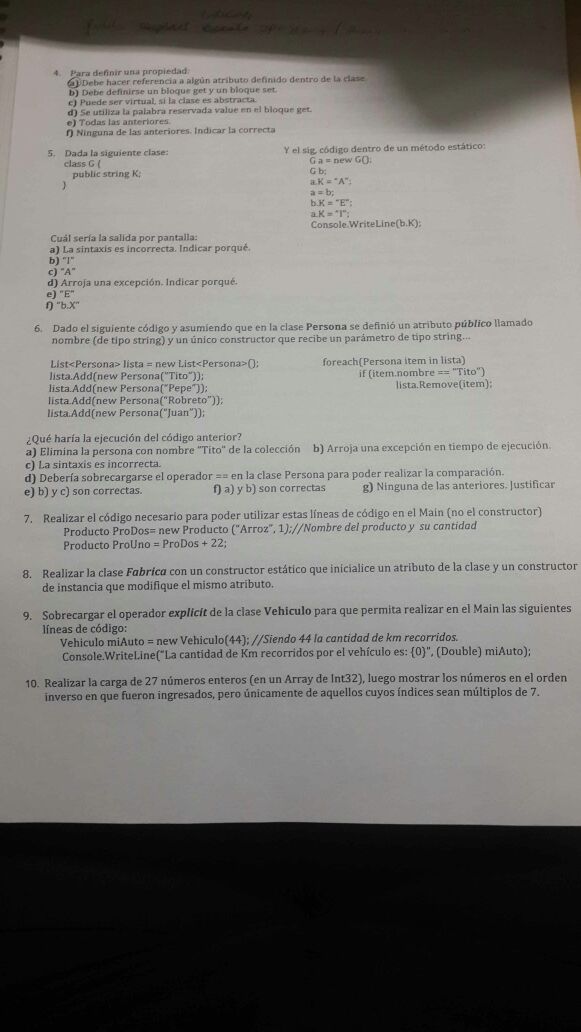 4. Para definir una propiedad:
a) Debe hacer referencia a algún atributo definido dentro de la clase
b) Debe definirse un bloque get y un bloque set.
c) Puede ser virtual, si la clase es abstracta.
d) Se utiliza la palabra reservada value en el bloque get.
e) Todas las anteriores.
f) Ninguna de las anteriores. Indicar la correcta
5. Dada la siguiente clase:
class G {
public string K;
}
Y el sig. código dentro de un método estático:
G a = new G();
G b;
a.K = "A";
a = b;
b.K = "E";
a.K = "I";
Console.WriteLine(b.K);
Cuál sería la salida por pantalla:
a) La sintaxis es incorrecta. Indicar porqué.
b) "I"
c) "A"
d) Arroja una excepción. Indicar porqué.
e) "E"
f) "b.X"
6. Dado el siguiente código y asumiendo que en la clase Persona se definió un atributo público llamado
nombre (de tipo string) y un único constructor que recibe un parámetro de tipo string...
List<Persona> lista = new List<Persona>();
lista.Add(new Persona("Tito"));
lista.Add(new Persona("Pepe"));
lista.Add(new Persona("Robreto"));
lista.Add(new Persona("Juan"));
foreach(Persona item in lista)
if (item.nombre == "Tito")
lista.Remove(item);
¿Qué haría la ejecución del código anterior?
a) Elimina la persona con nombre "Tito" de la colección b) Arroja una excepción en tiempo de ejecución.
c) La sintaxis es incorrecta.
d) Debería sobrecargarse el operador == en la clase Persona para poder realizar la comparación.
e) b) y c) son correctas. f) a) y b) son correctas g) Ninguna de las anteriores. Justificar
7. Realizar el código necesario para poder utilizar estas líneas de código en el Main (no el constructor)
Producto ProDos= new Producto ("Arroz", 1);//Nombre del producto y su cantidad
Producto ProUno = ProDos + 22;
8. Realizar la clase Fabrica con un constructor estático que inicialice un atributo de la clase y un constructor
de instancia que modifique el mismo atributo.
9. Sobrecargar el operador explicit de la clase Vehiculo para que permita realizar en el Main las siguientes
líneas de código:
Vehiculo miAuto = new Vehiculo(44); //Siendo 44 la cantidad de km recorridos.
Console.WriteLine("La cantidad de Km recorridos por el vehículo es: {0}", (Double) miAuto);
10. Realizar la carga de 27 números enteros (en un Array de Int32), luego mostrar los números en el orden
inverso en que fueron ingresados, pero únicamente de aquellos cuyos índices sean múltiplos de 7.